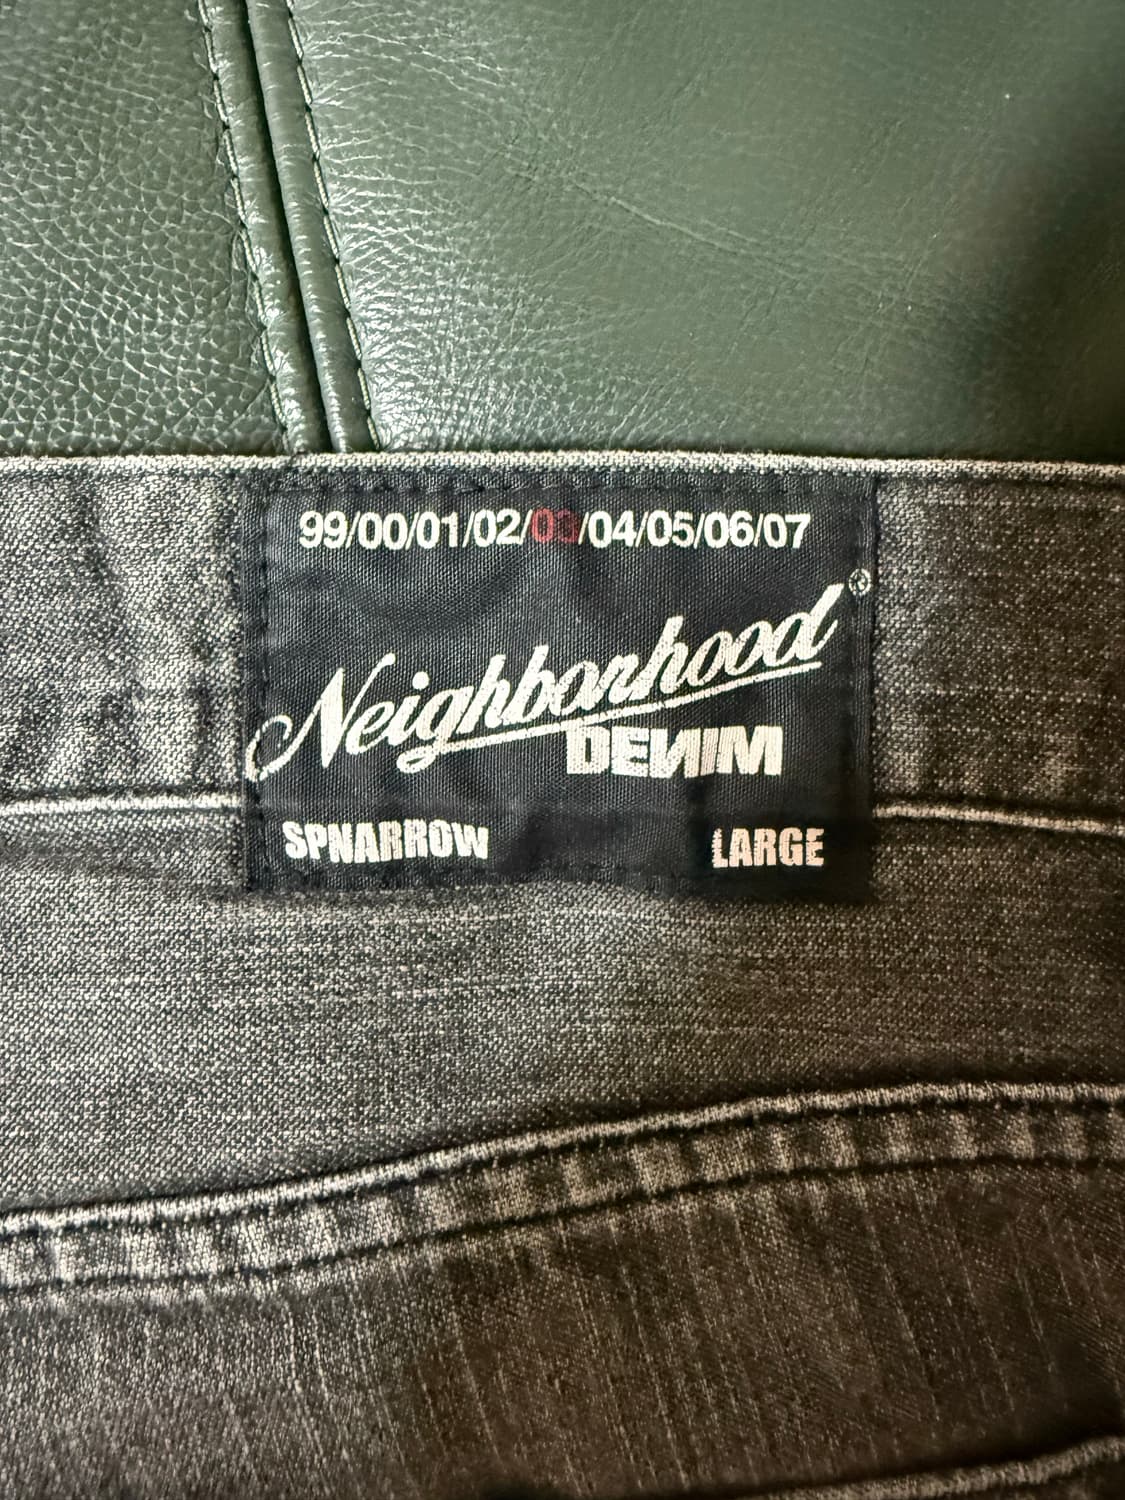 99/00/01/02/03/04/05/06/07
Neighborhood®
DENIM
SPNARROW LARGE